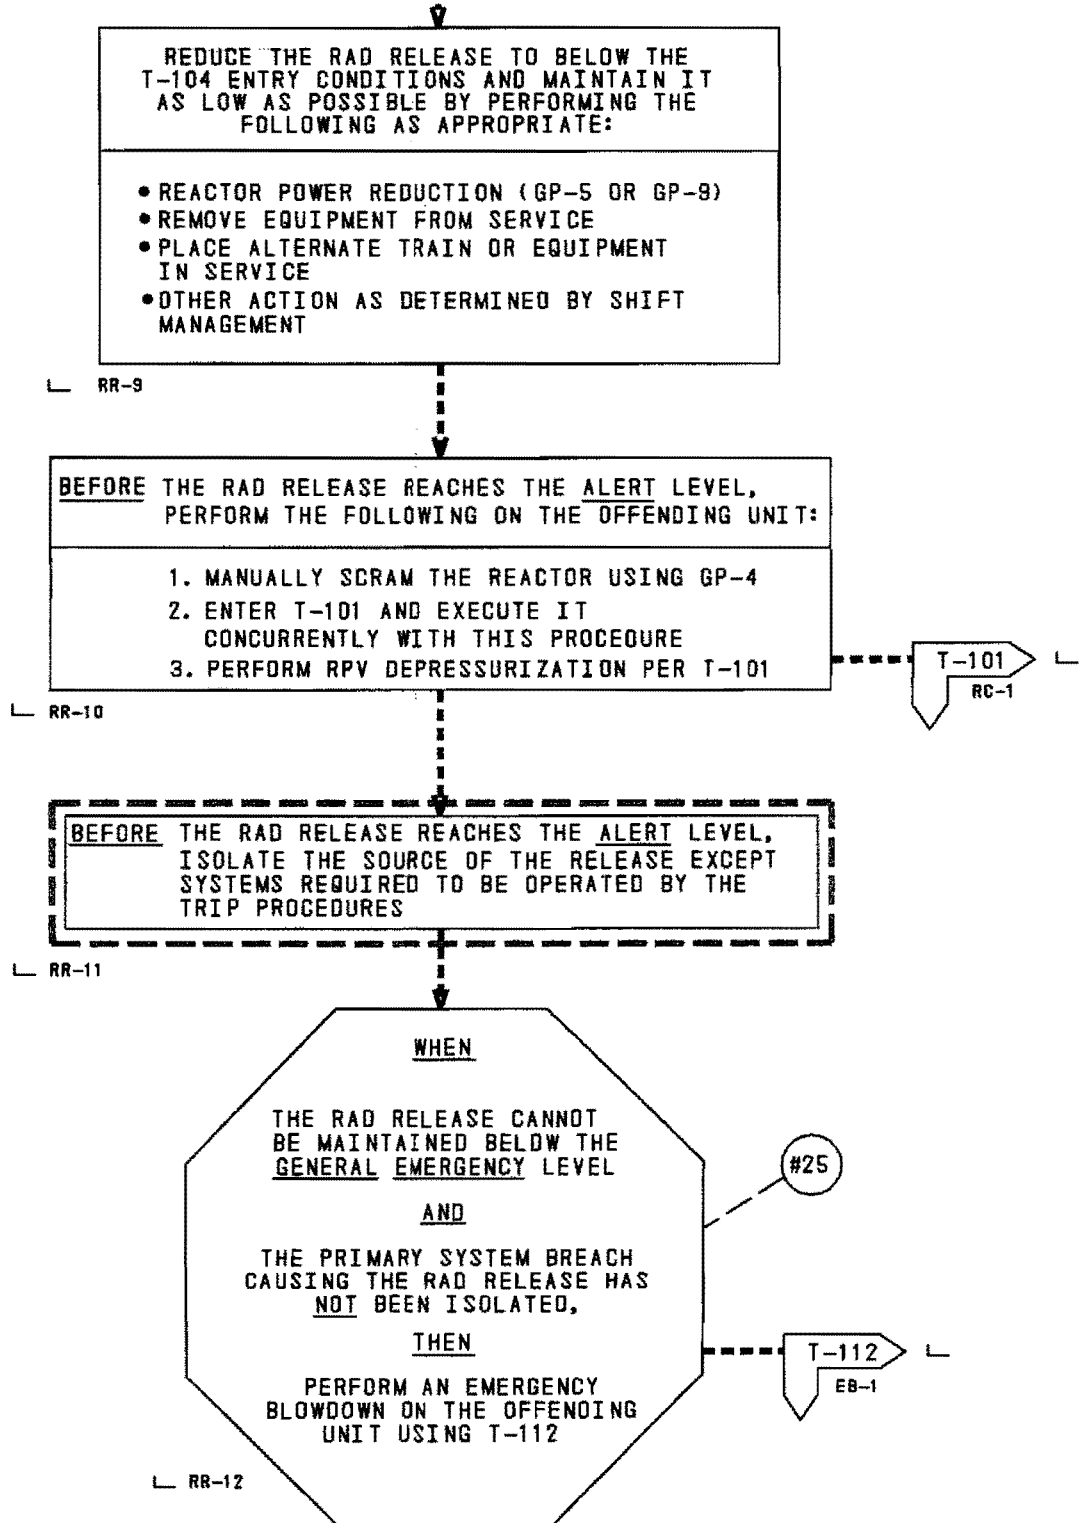 REDUCE THE RAD RELEASE TO BELOW THE
T-104 ENTRY CONDITIONS AND MAINTAIN IT
AS LOW AS POSSIBLE BY PERFORMING THE
FOLLOWING AS APPROPRIATE:
• REACTOR POWER REDUCTION (GP-5 OR GP-9)
• REMOVE EQUIPMENT FROM SERVICE
• PLACE ALTERNATE TRAIN OR EQUIPMENT
IN SERVICE
• OTHER ACTION AS DETERMINED BY SHIFT
MANAGEMENT
RR-9
BEFORE THE RAD RELEASE REACHES THE ALERT LEVEL,
PERFORM THE FOLLOWING ON THE OFFENDING UNIT:
1. MANUALLY SCRAM THE REACTOR USING GP-4
2. ENTER T-101 AND EXECUTE IT
CONCURRENTLY WITH THIS PROCEDURE
3. PERFORM RPV DEPRESSURIZATION PER T-101
T-101
RC-1
RR-10
BEFORE THE RAD RELEASE REACHES THE ALERT LEVEL,
ISOLATE THE SOURCE OF THE RELEASE EXCEPT
SYSTEMS REQUIRED TO BE OPERATED BY THE
TRIP PROCEDURES
RR-11
WHEN
THE RAD RELEASE CANNOT
BE MAINTAINED BELOW THE
GENERAL EMERGENCY LEVEL
#25
AND
THE PRIMARY SYSTEM BREACH
CAUSING THE RAD RELEASE HAS
NOT BEEN ISOLATED,
THEN
T-112
EB-1
PERFORM AN EMERGENCY
BLOWDOWN ON THE OFFENDING
UNIT USING T-112
RR-12